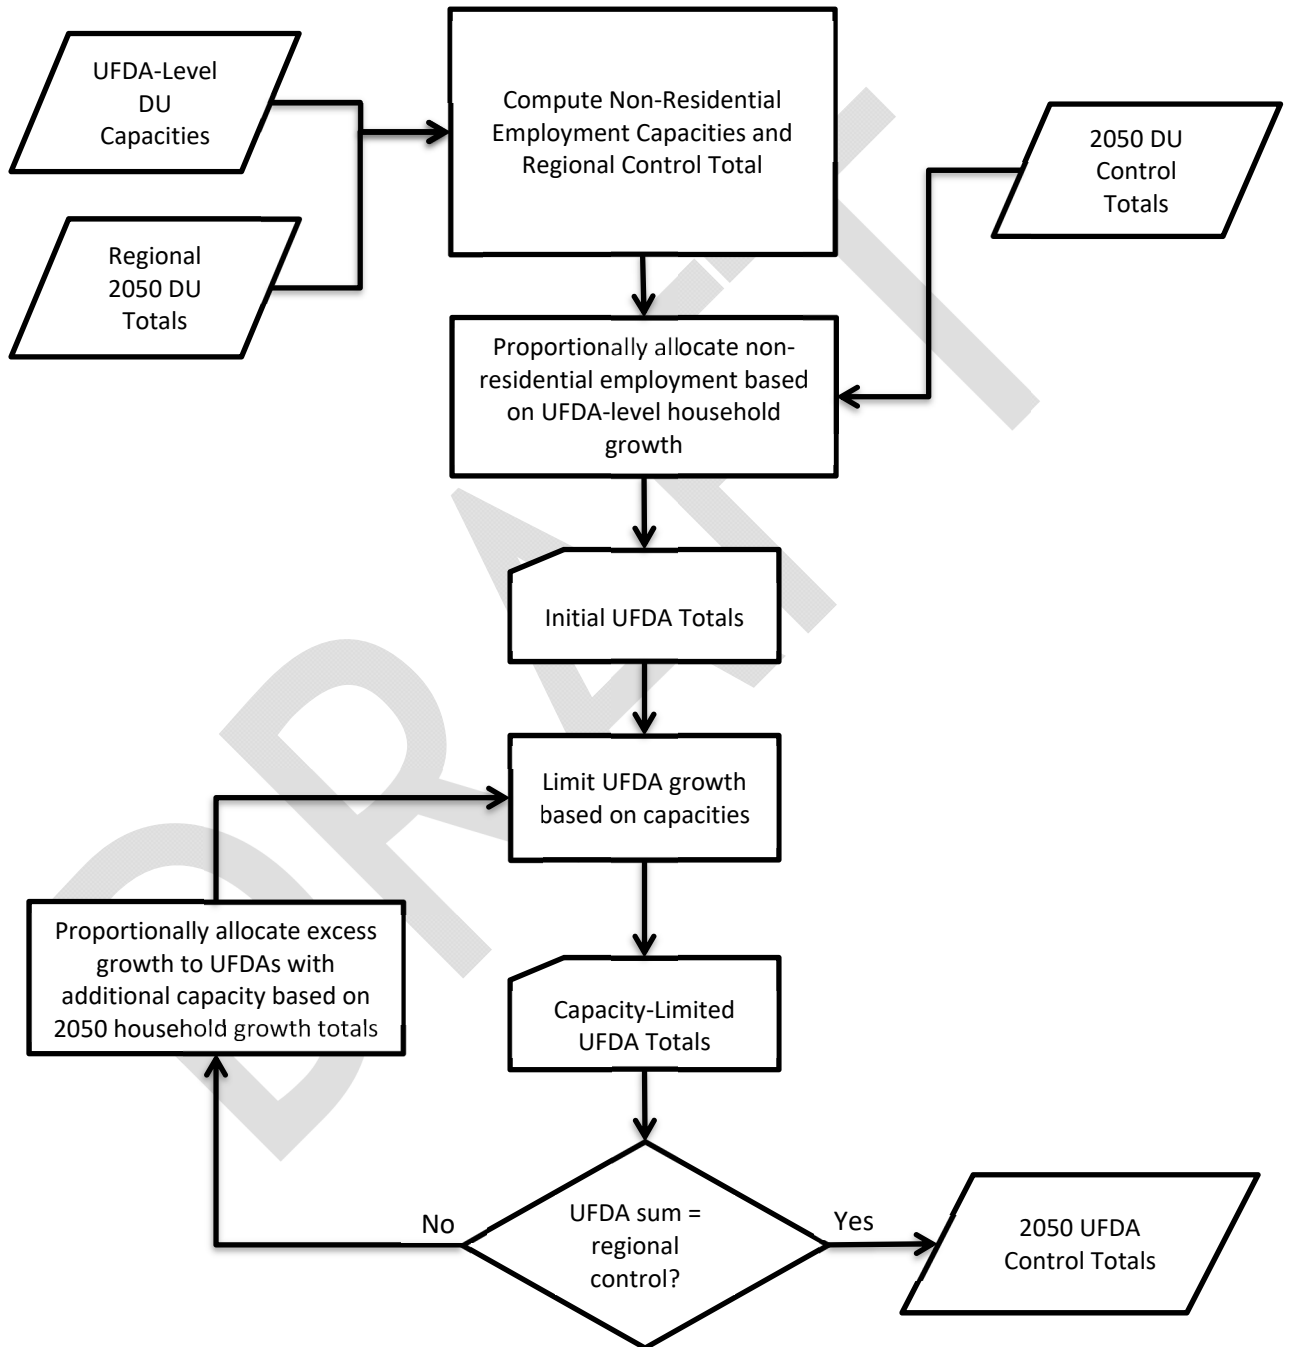 UFDA-Level
DU
Capacities
Compute Non-Residential
Employment Capacities and
Regional Control Total
2050 DU
Control
Totals
Regional
2050 DU
Totals
Proportionally allocate non-
residential employment based
on UFDA-level household
growth
Initial UFDA Totals
Limit UFDA growth
based on capacities
Proportionally allocate excess
growth to UFDAs with
additional capacity based on
2050 household growth totals
Capacity-Limited
UFDA Totals
UFDA sum =
regional
control?
No
Yes
2050 UFDA
Control Totals
DRAFT